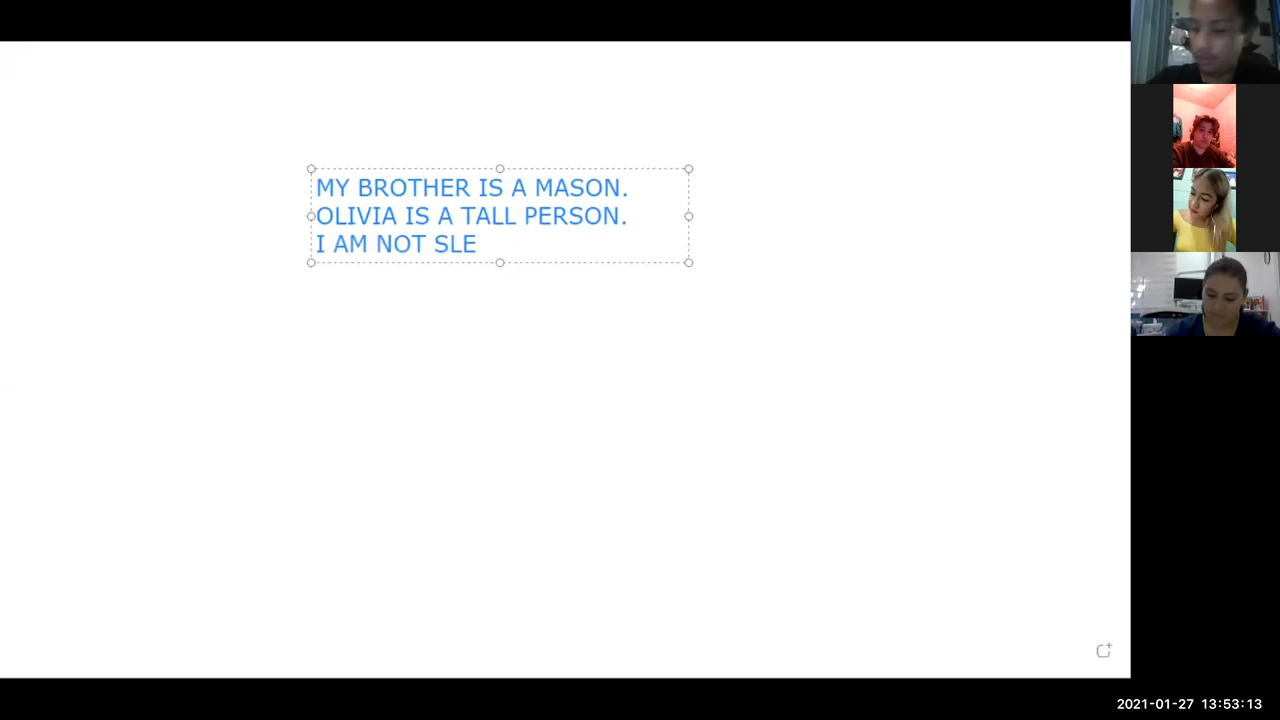 MY BROTHER IS A MASON.
OLIVIA IS A TALL PERSON.
I AM NOT SLE
2021-01-27 13:53:13